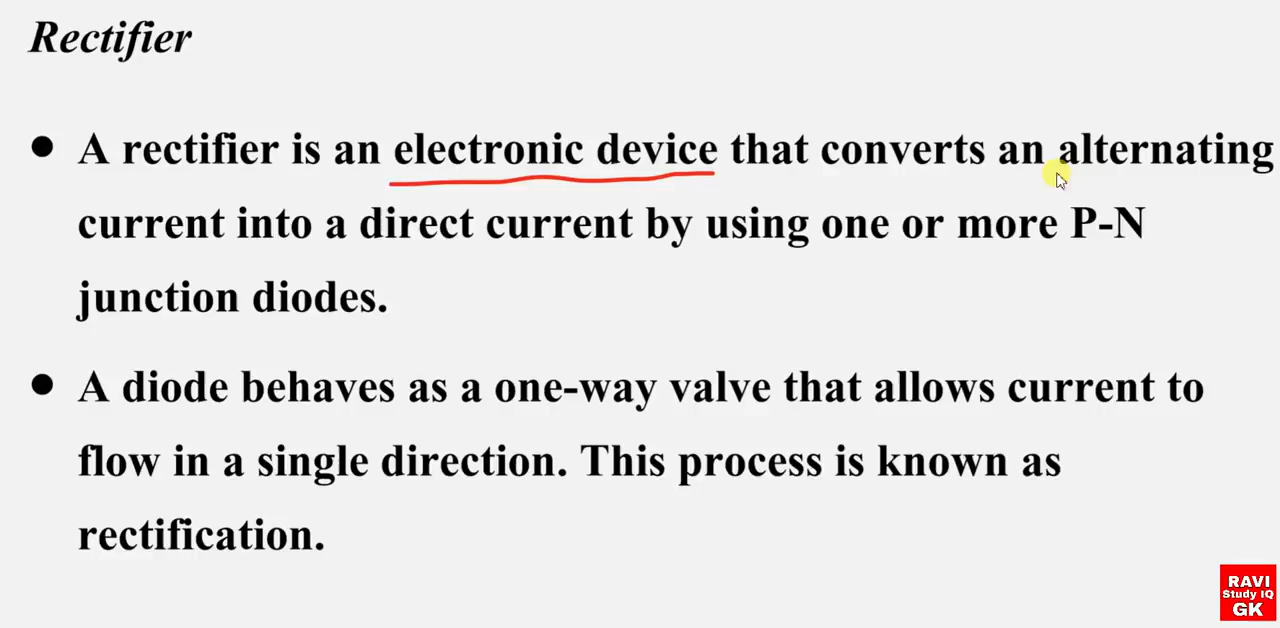 Rectifier
● A rectifier is an electronic device that converts an alternating
current into a direct current by using one or more P-N
junction diodes.
● A diode behaves as a one-way valve that allows current to
flow in a single direction. This process is known as
rectification.
RAVI
Study IQ
GK